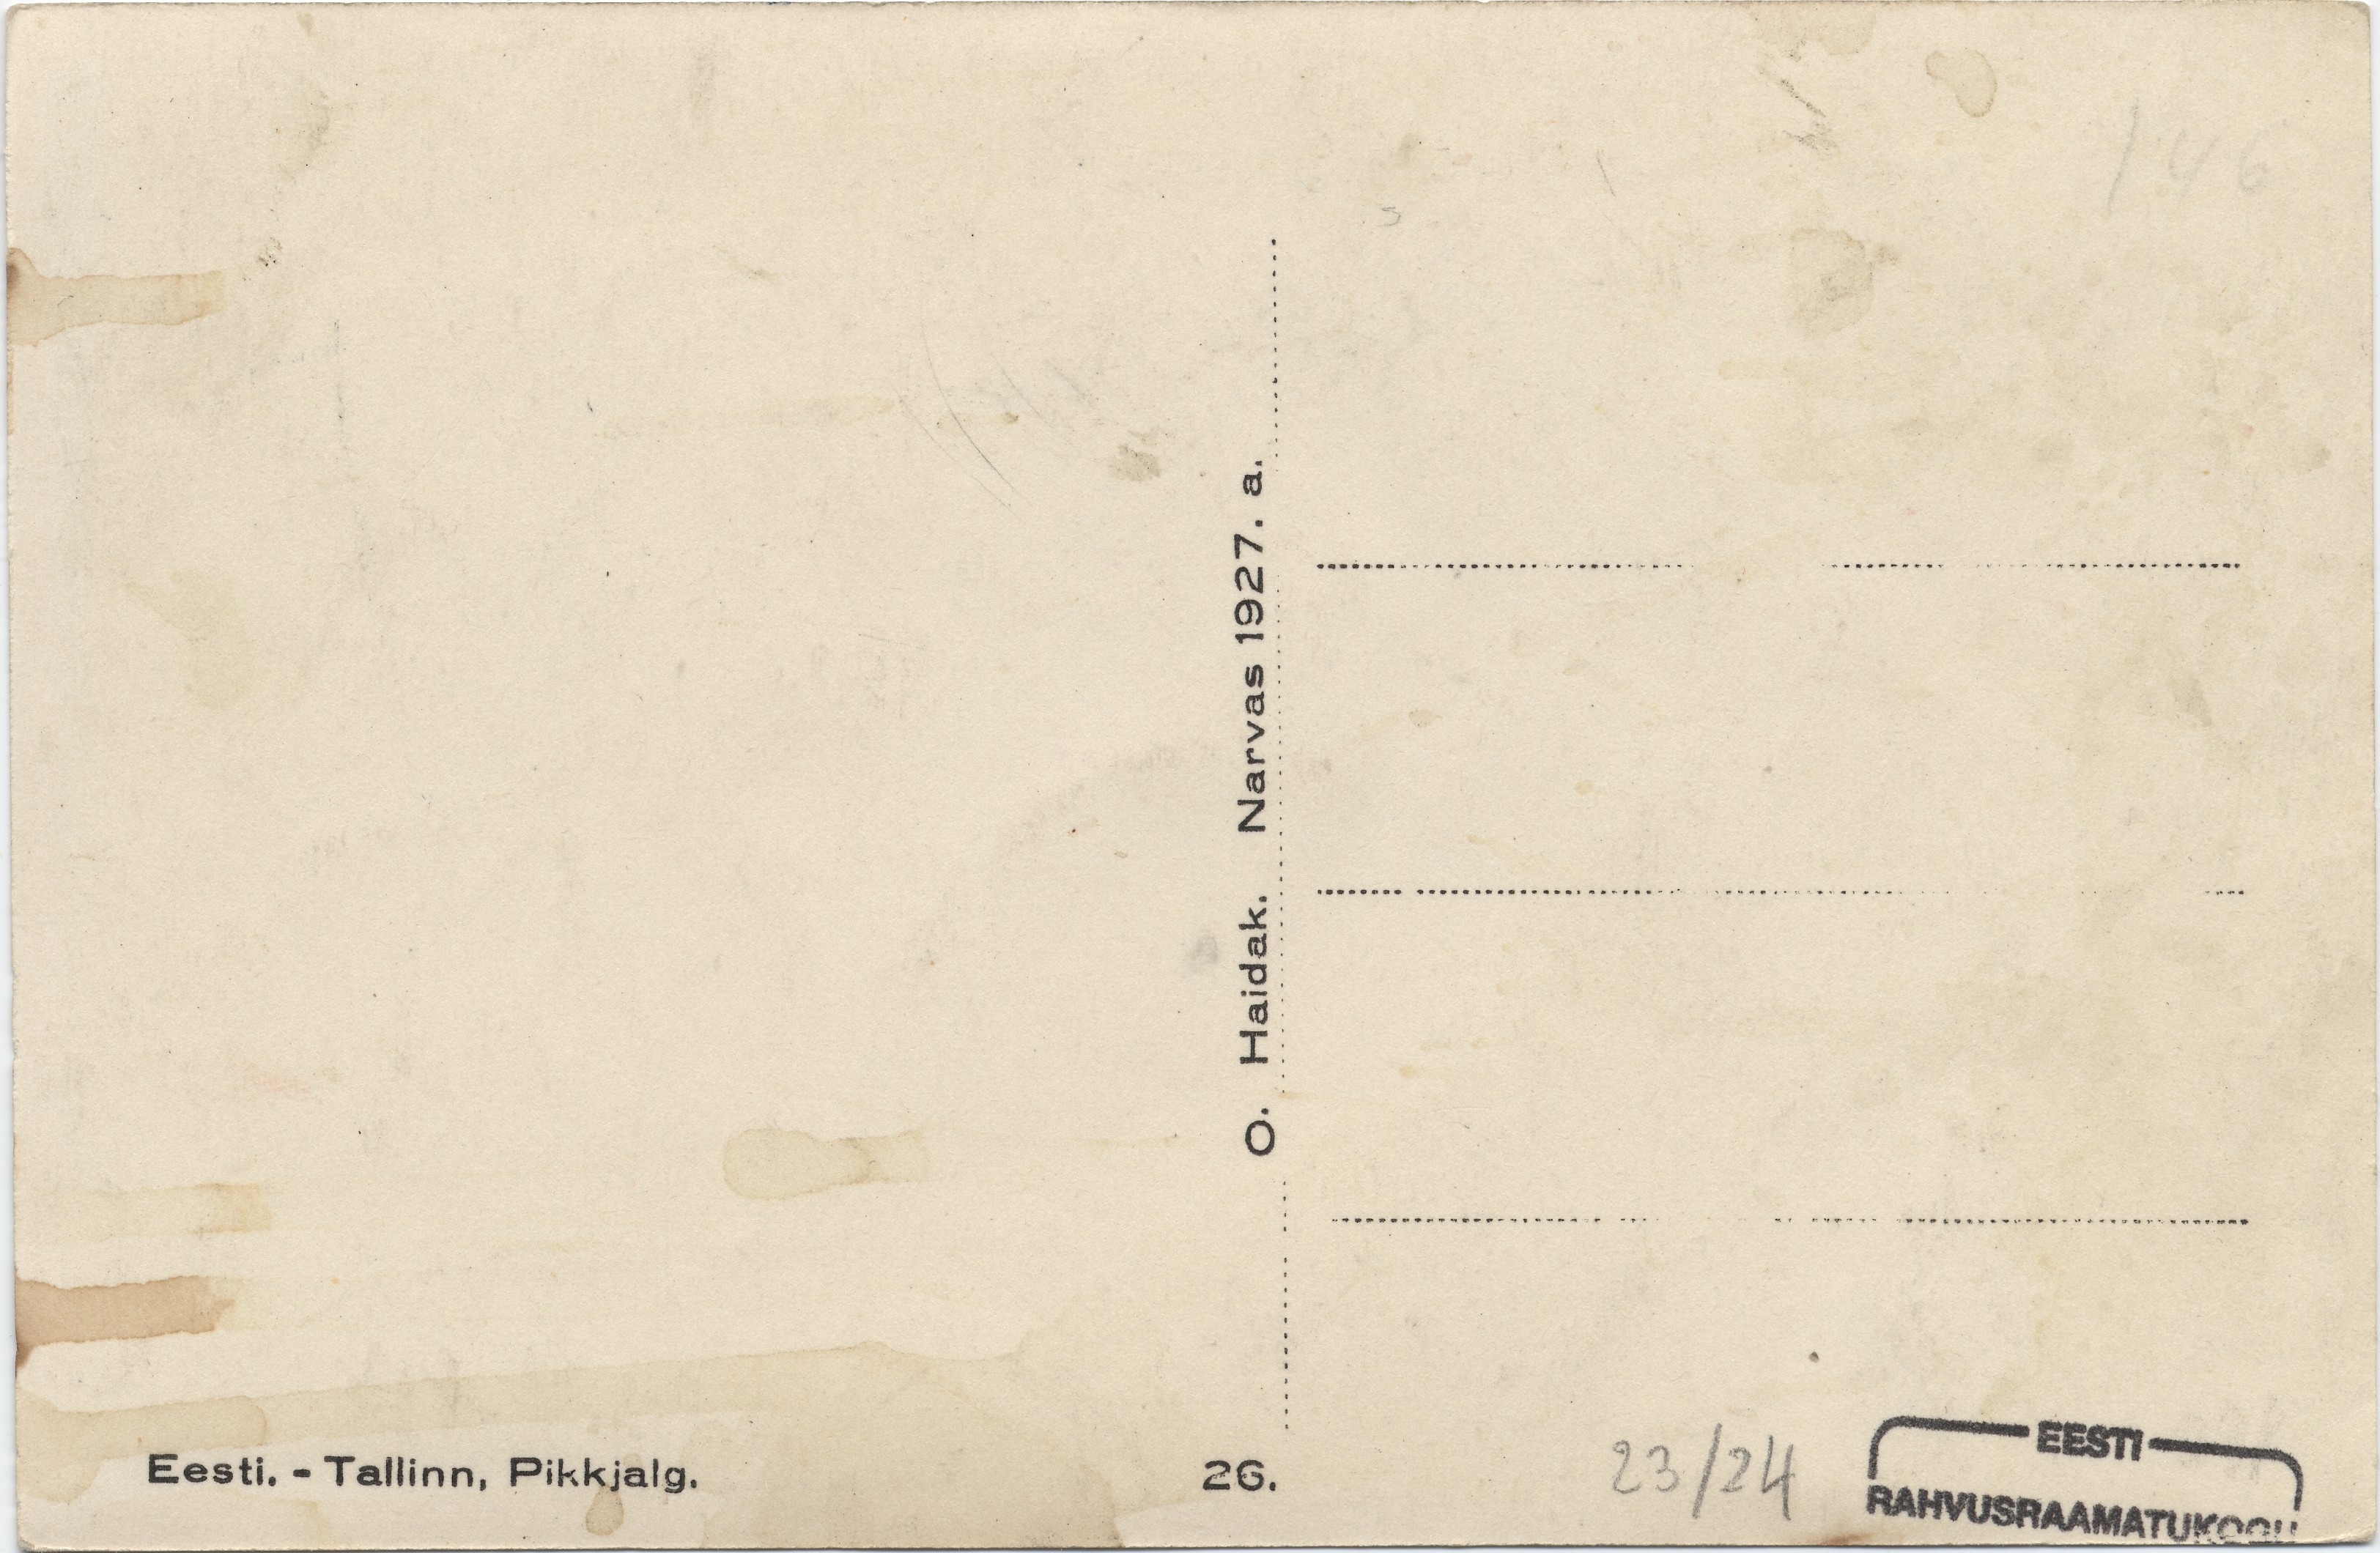 146
O. Haidak. Narvas 1927. a.
Eesti. - Tallinn, Pikkjalg.
26.
23/24
EESTI
RAHVUSRAAMATUKOGU